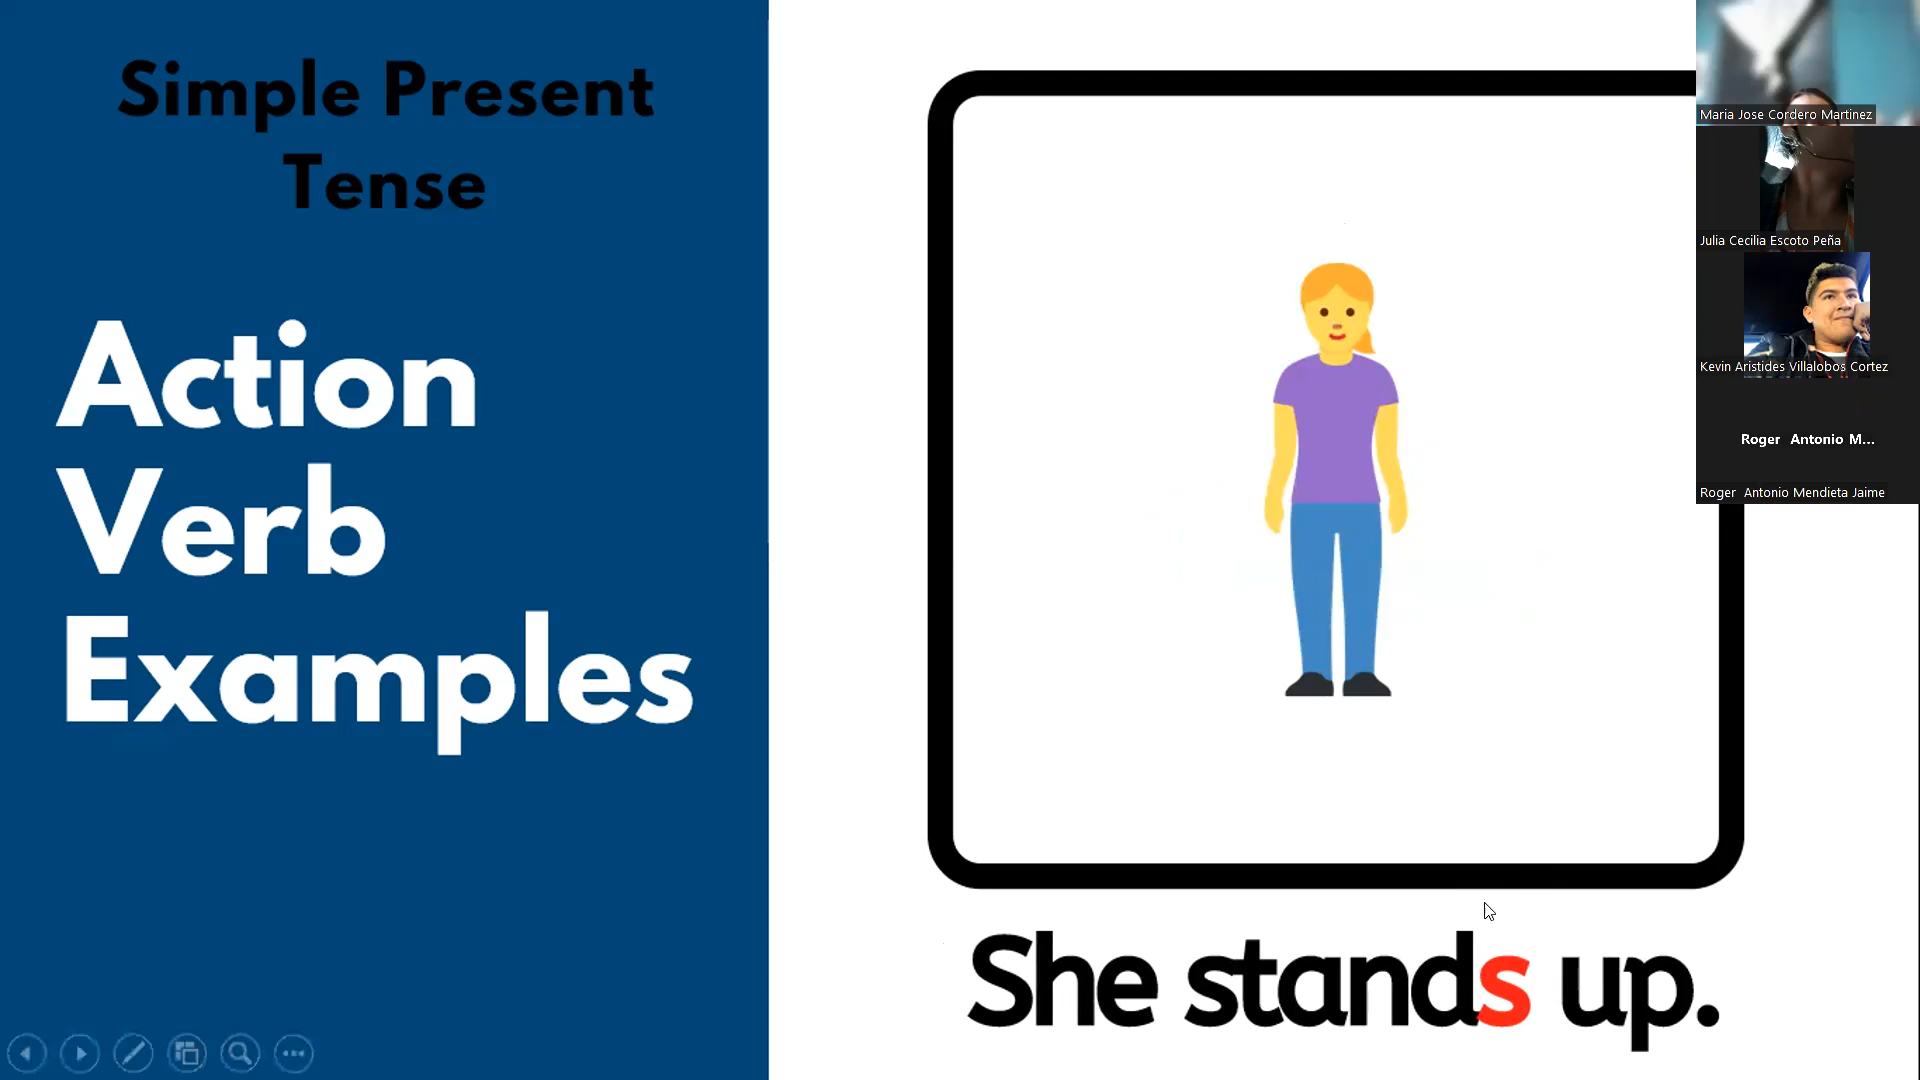 Simple Present
Tense
Action
Verb
Examples
She stands up.
Maria Jose Cordero Martinez
Julia Cecilia Escoto Peña
Kevin Aristides Villalobos Cortez
Roger Antonio M...
Roger Antonio Mendieta Jaime